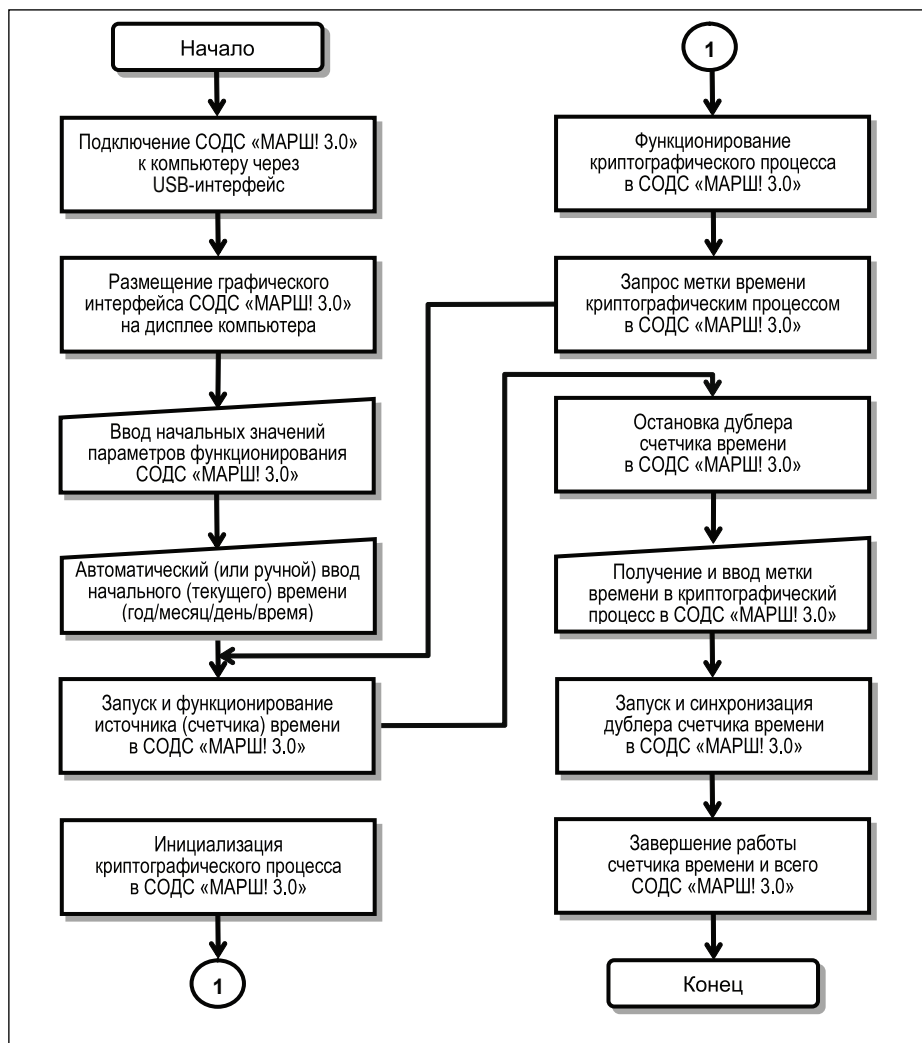 Начало
Подключение СОДС «МАРШ! 3.0»
к компьютеру через
USB-интерфейс
Размещение графического
интерфейса СОДС «МАРШ! 3.0»
на дисплее компьютера
Ввод начальных значений
параметров функционирования
СОДС «МАРШ! 3.0»
Автоматический (или ручной) ввод
начального (текущего) времени
(год/месяц/день/время)
Запуск и функционирование
источника (счетчика) времени
в СОДС «МАРШ! 3.0»
Инициализация
криптографического процесса
в СОДС «МАРШ! 3.0»
1
1
Функционирование
криптографического процесса
в СОДС «МАРШ! 3.0»
Запрос метки времени
криптографическим процессом
в СОДС «МАРШ! 3.0»
Остановка дублера
счетчика времени
в СОДС «МАРШ! 3.0»
Получение и ввод метки
времени в криптографический
процесс в СОДС «МАРШ! 3.0»
Запуск и синхронизация
дублера счетчика времени
в СОДС «МАРШ! 3.0»
Завершение работы
счетчика времени и всего
СОДС «МАРШ! 3.0»
Конец